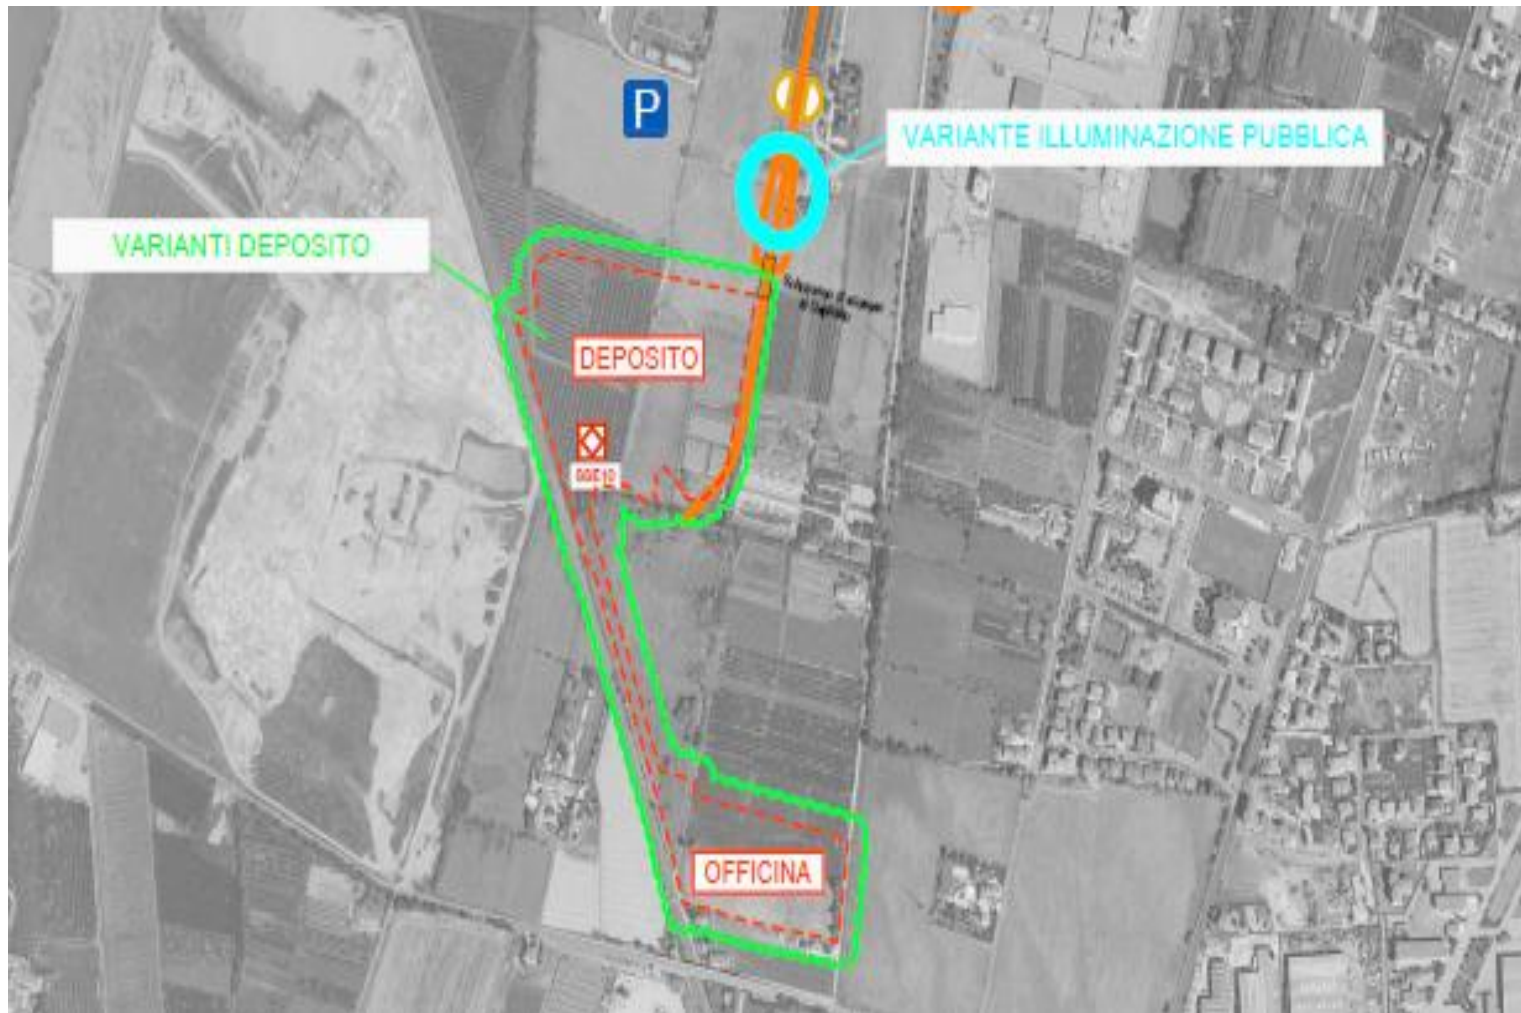 P
VARIANTE ILLUMINAZIONE PUBBLICA
VARIANTI DEPOSITO
DEPOSITO
OFFICINA